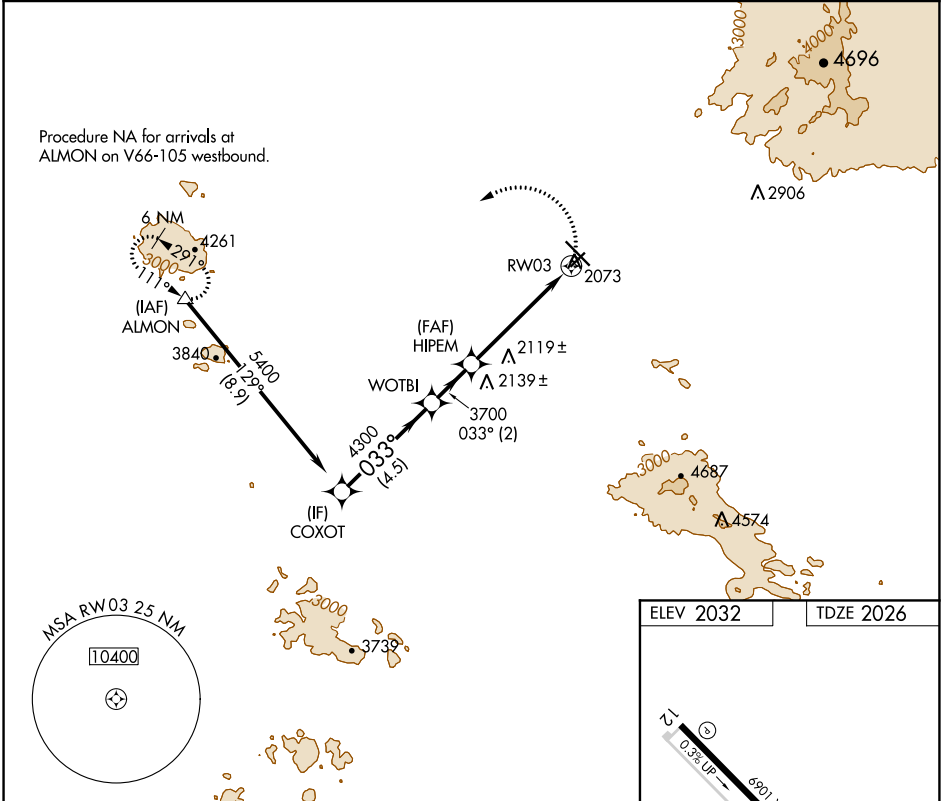 3000
4000
4696
Procedure NA for arrivals at
ALMON on V66-105 westbound.
2906
6 NM
4261
291°
3000
111°
RW03
2073
(IAF)
ALMON
(FAF)
HIPEM
2119 ±
3840
5400
129°
(8.9)
WOTBI
2139 ±
3700
033° (2)
4300
033°
(4.5)
3000
4687
(IF)
COXOT
4574
3000
3739
MSA RW03 25 NM
10400
ELEV 2032
TDZE 2026
12
P
0.3% UP
6901